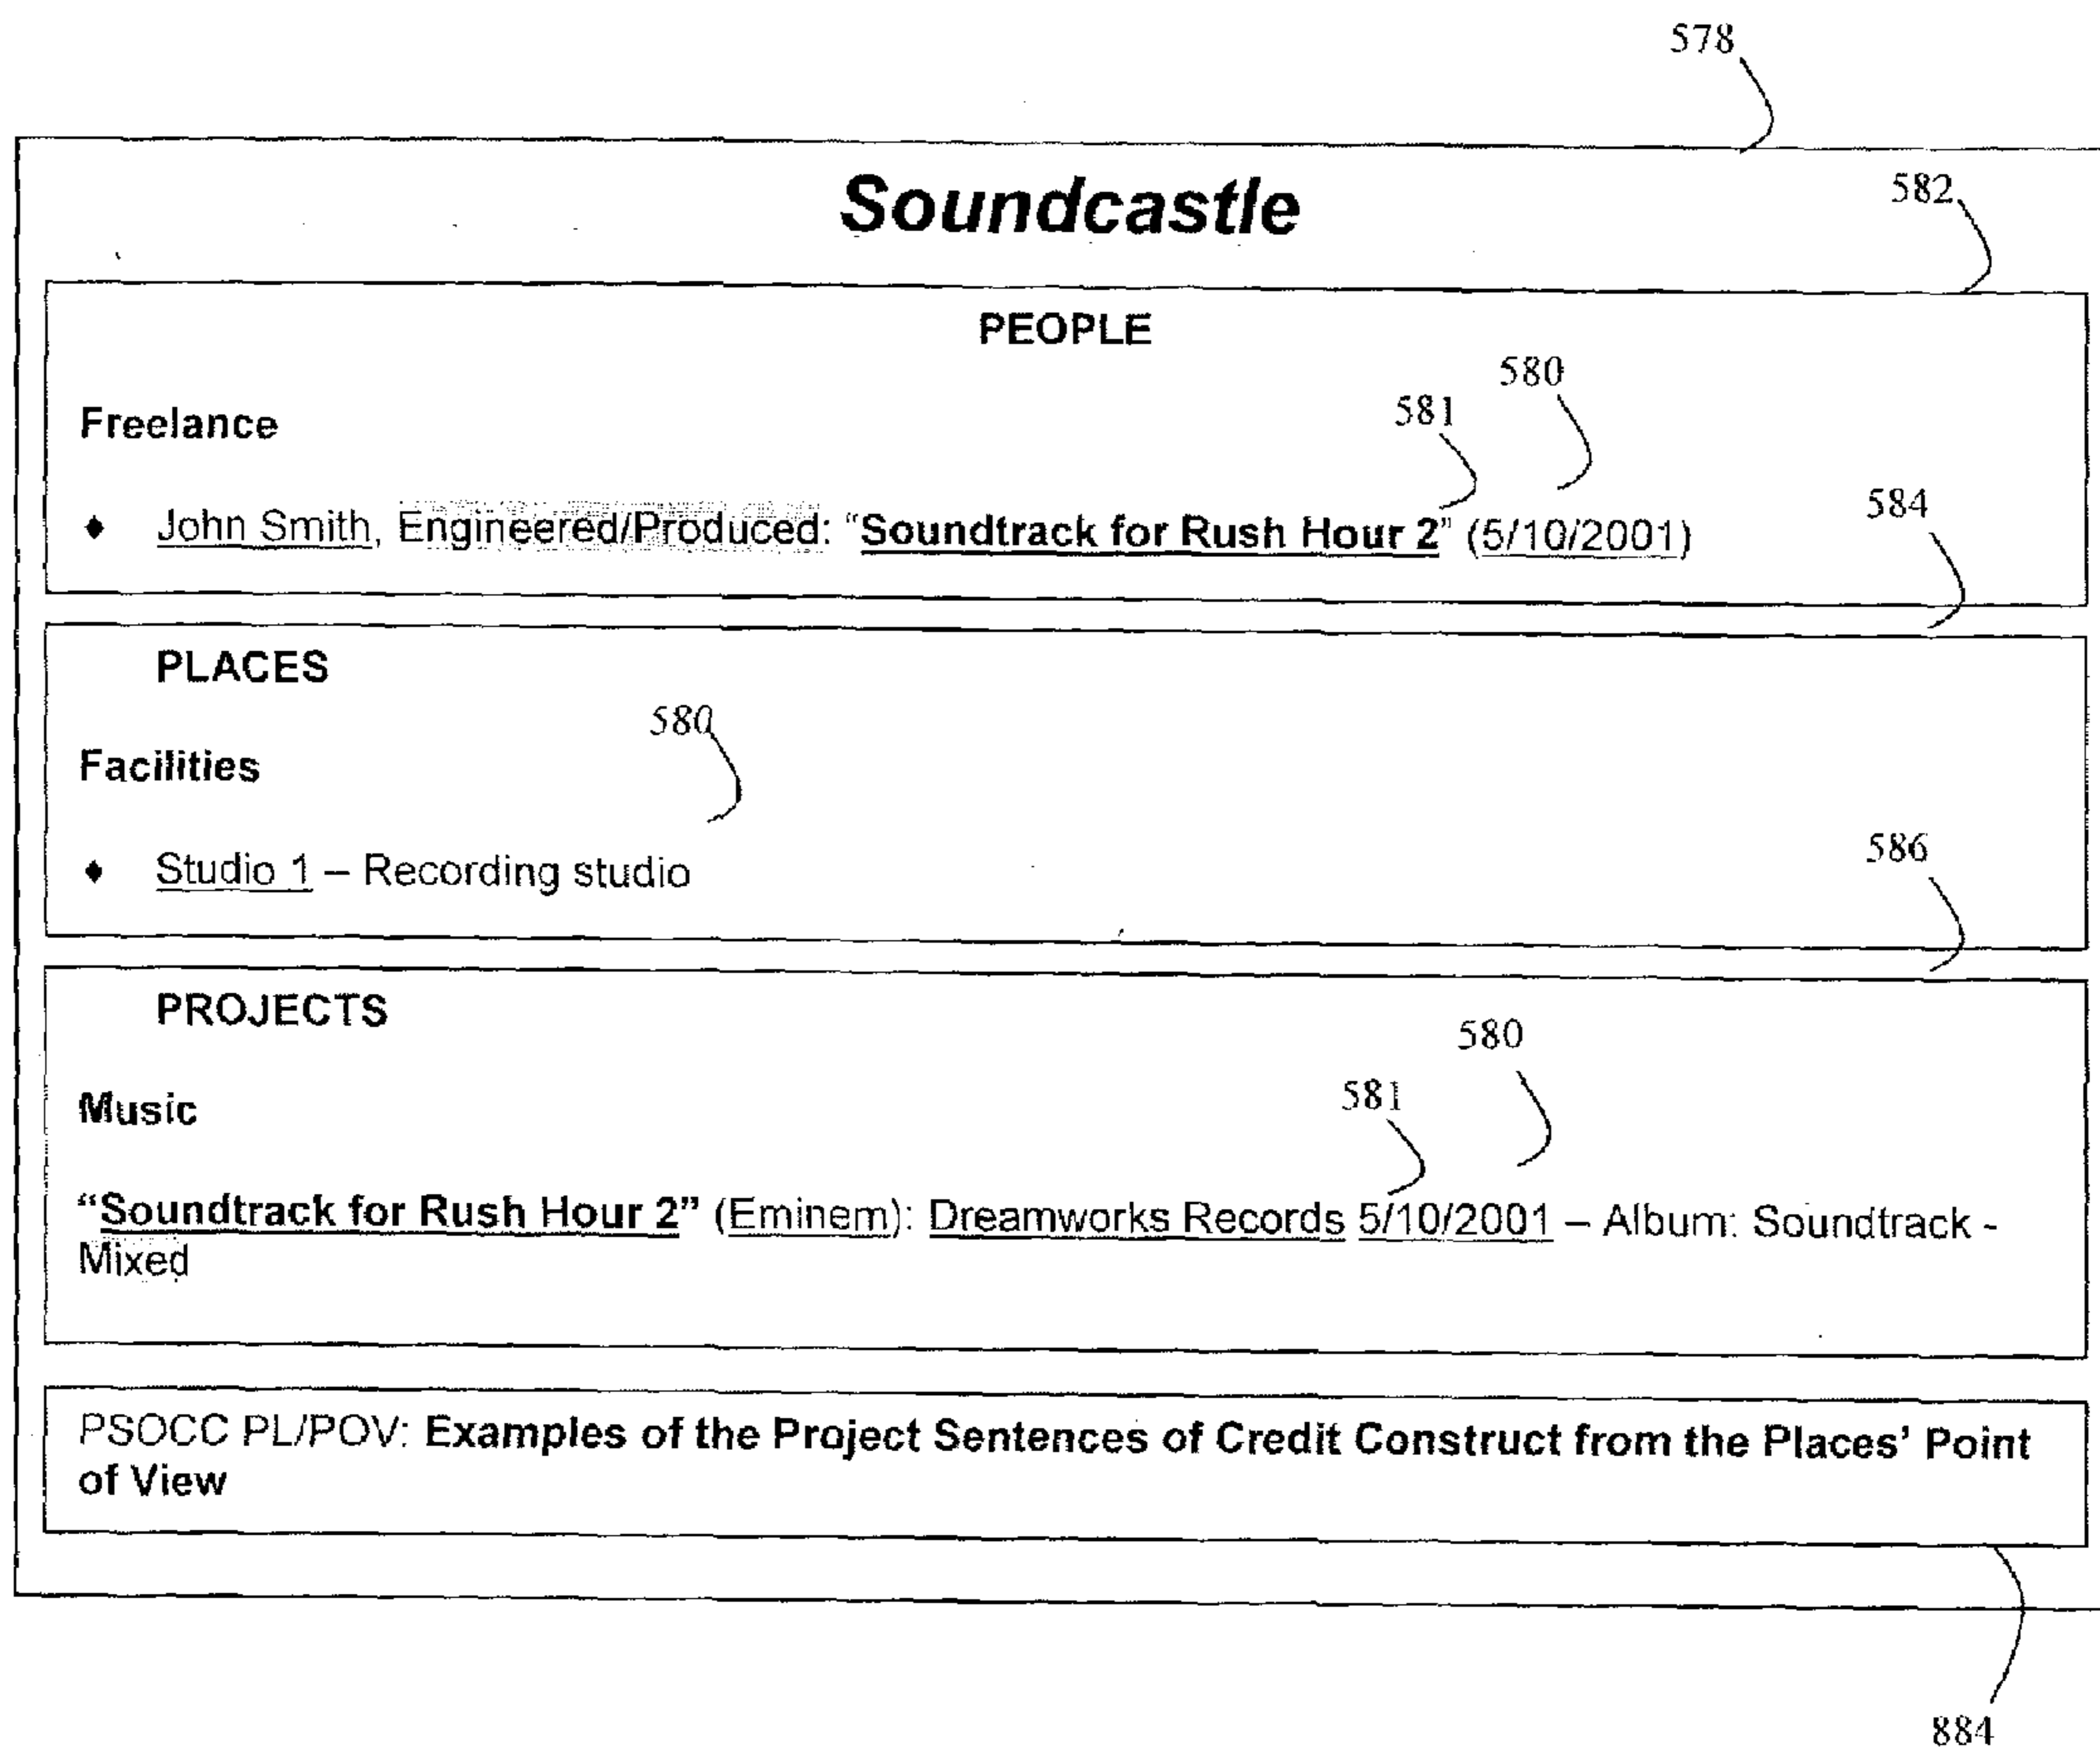 578
Soundcastle
582
PEOPLE
580
581
Freelance
584
♦ John Smith, Engineered/Produced: “Soundtrack for Rush Hour 2” (5/10/2001)
PLACES
580
Facilities
586
♦ Studio 1 – Recording studio
PROJECTS
580
581
Music
“Soundtrack for Rush Hour 2” (Eminem): Dreamworks Records 5/10/2001 – Album: Soundtrack -
Mixed
PSOCC PL/POV: Examples of the Project Sentences of Credit Construct from the Places’ Point
of View
884